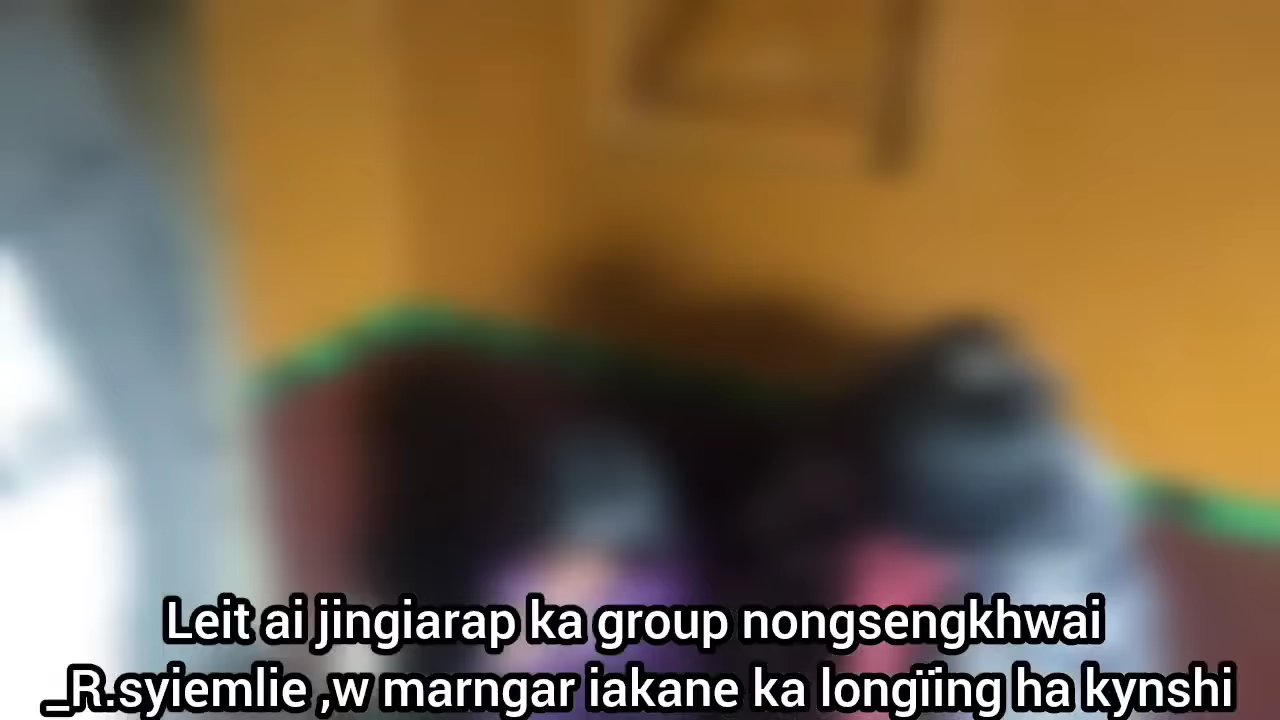 Leit ai jingiarap ka group nongsengkhwai
_R.syiemlie ,w marngar iakane ka longïing ha kynshi